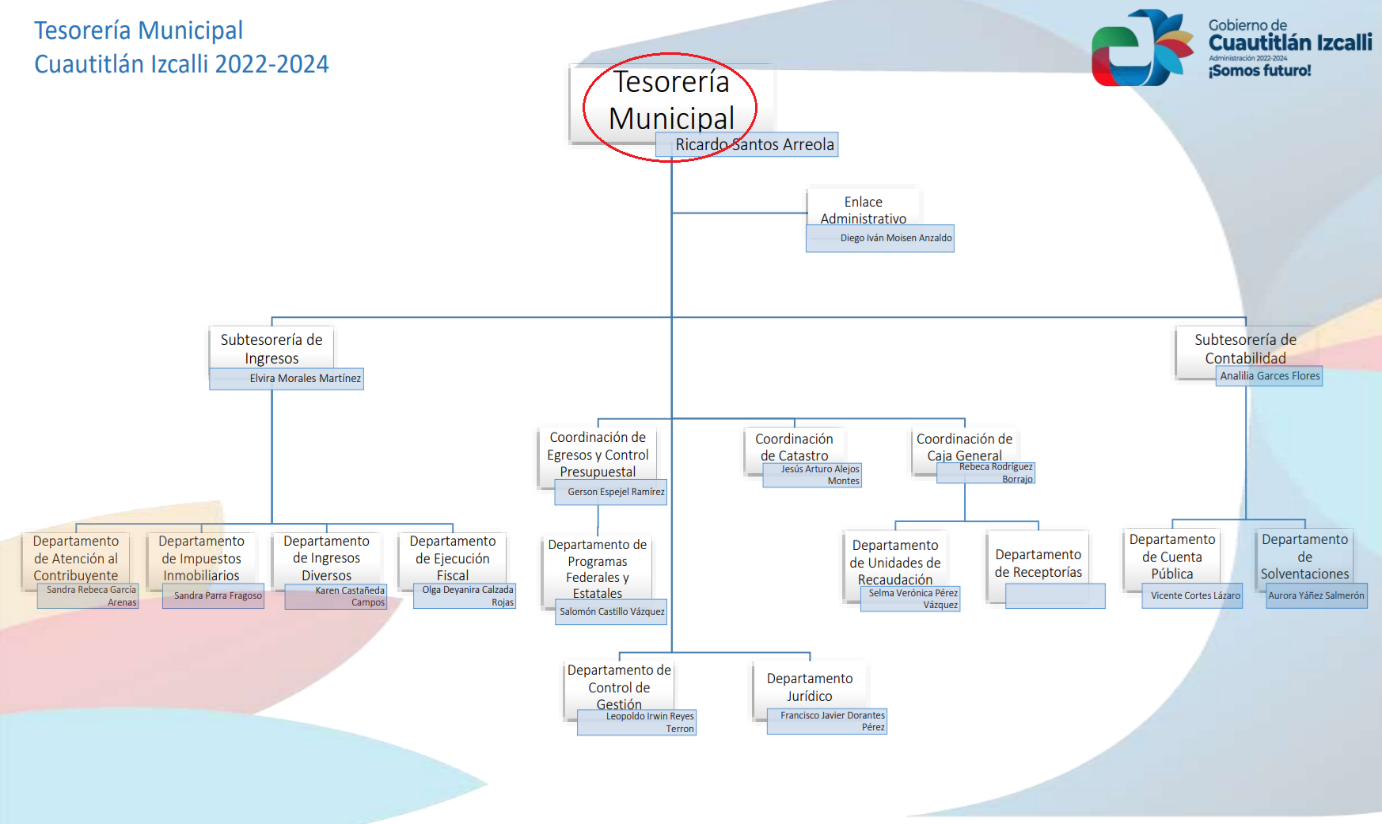 Tesorería Municipal
Cuautitlán Izcalli 2022-2024
Gobierno de
Cuautitlán Izcalli
Administración 2022-2024
¡Somos futuro!
Tesorería
Municipal
Ricardo Santos Arreola
Enlace
Administrativo
Diego Iván Moisen Anzaldo
Subtesorería de
Ingresos
Elvira Morales Martínez
Subtesorería de
Contabilidad
Analilia Garces Flores
Coordinación de
Egresos y Control
Presupuestal
Gerson Espejel Ramírez
Coordinación
de Catastro
Jesús Arturo Alejos
Montes
Coordinación de
Caja General
Rebeca Rodríguez
Borrajo
Departamento
de Atención al
Contribuyente
Sandra Rebeca García
Arenas
Departamento
de Impuestos
Inmobiliarios
Sandra Parra Fragoso
Departamento
de Ingresos
Diversos
Karen Castañeda
Campos
Departamento
de Ejecución
Fiscal
Olga Deyanira Calzada
Rojas
Departamento de
Programas
Federales y
Estatales
Salomón Castillo Vázquez
Departamento
de Unidades de
Recaudación
Selma Verónica Pérez
Vázquez
Departamento
de Receptorías
Departamento
de Cuenta
Pública
Vicente Cortes Lázaro
Departamento
de
Solventaciones
Aurora Yáñez Salmerón
Departamento de
Control de
Gestión
Leopoldo Irwin Reyes
Terron
Departamento
Jurídico
Francisco Javier Dorantes
Pérez